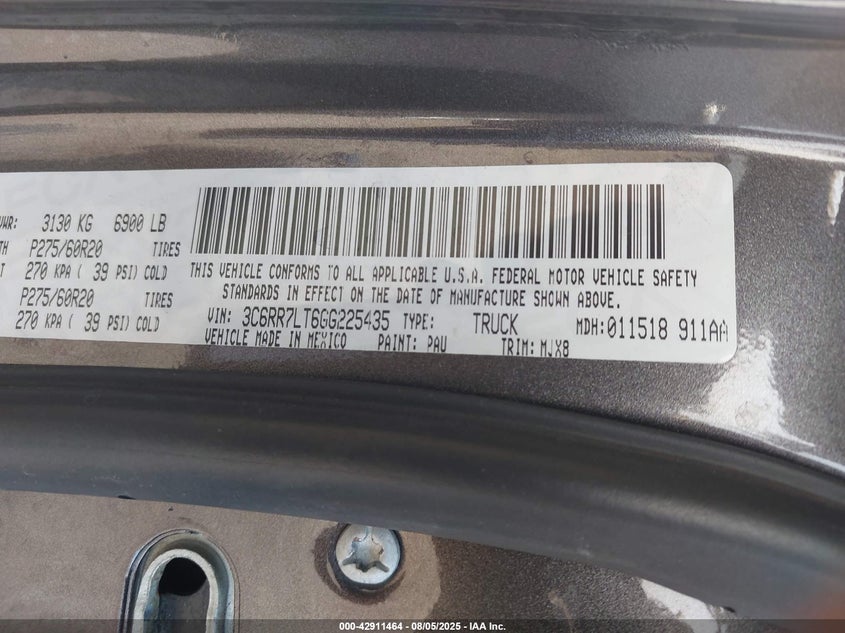 VWR: 3130 KG 6900 LB
TH P275/60R20 TIRES
T 270 KPA ( 39 PSI) COLD
P275/60R20 TIRES
270 KPA ( 39 PSI) COLD
THIS VEHICLE CONFORMS TO ALL APPLICABLE U.S.A. FEDERAL MOTOR VEHICLE SAFETY
STANDARDS IN EFFECT ON THE DATE OF MANUFACTURE SHOWN ABOVE.
VIN: 3C6RR7LT6GG225435 TYPE: TRUCK MDH: 011518 911AA
VEHICLE MADE IN MEXICO PAINT: PAU TRIM: MJX8
000-42911464 - 08/05/2025 - IAA Inc.